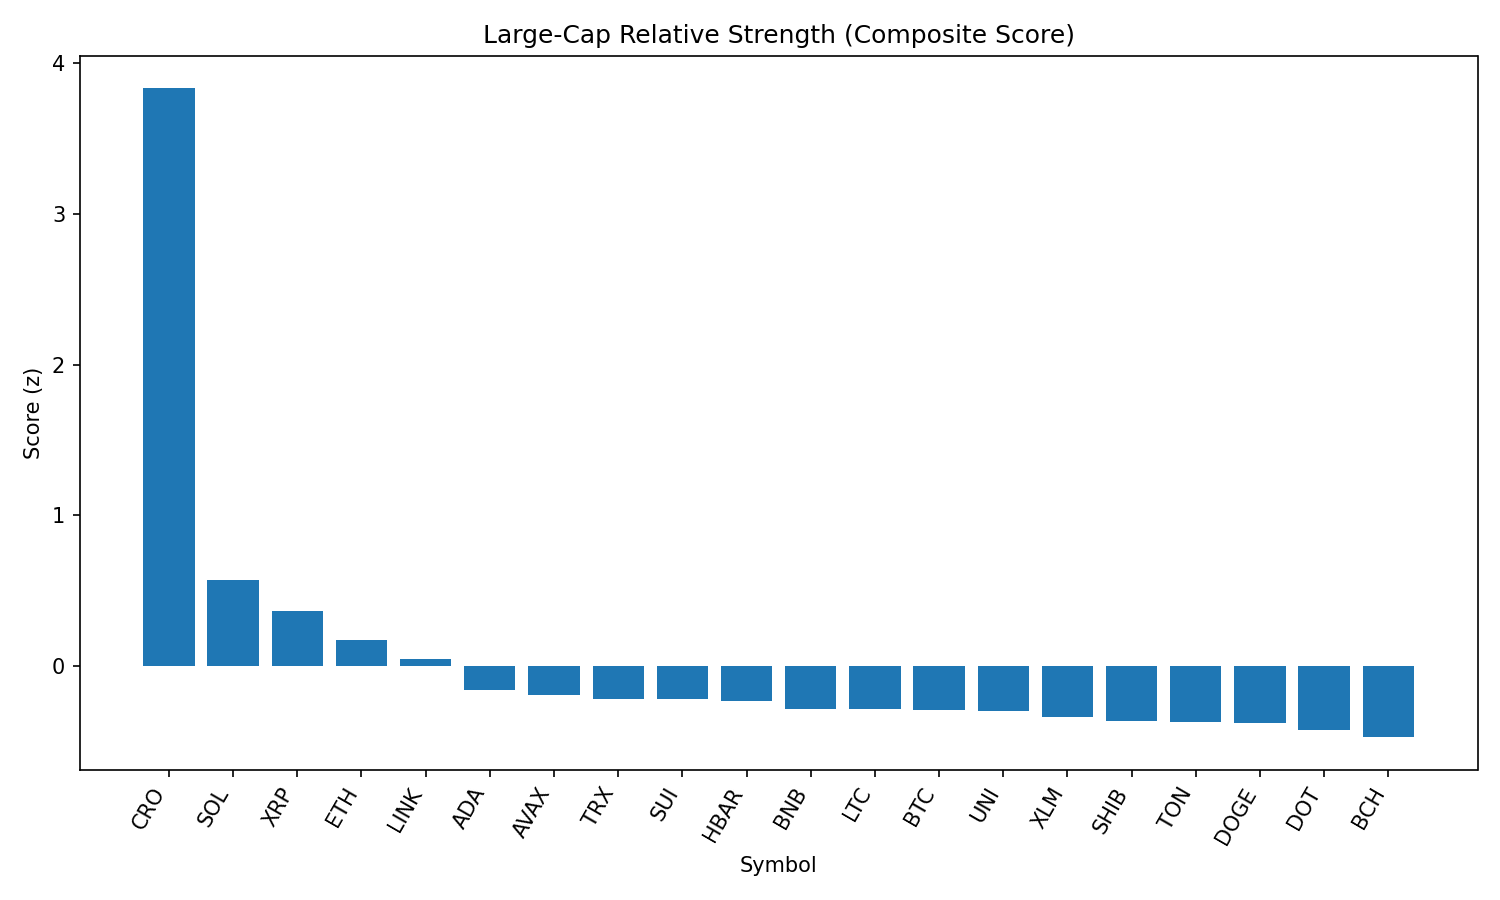 Large-Cap Relative Strength (Composite Score)
4
3
2
1
0
Score (z)
CRO
SOL
XRP
ETH
LINK
ADA
AVAX
TRX
SUI
HBAR
BNB
LTC
BTC
UNI
XLM
SHIB
TON
DOGE
DOT
BCH
Symbol